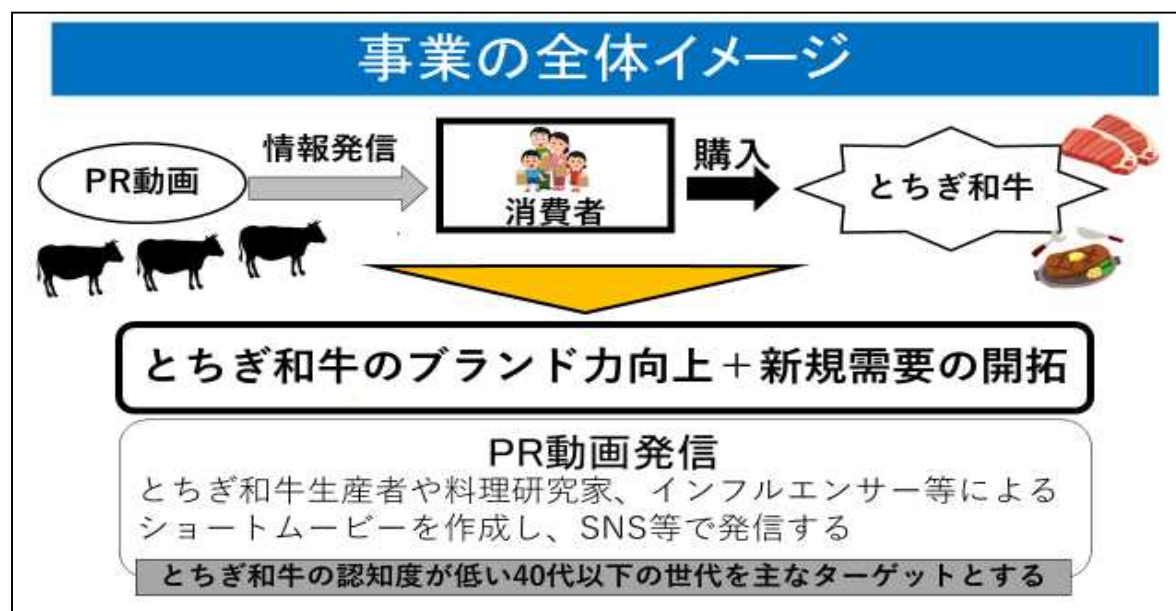 事業の全体イメージ
PR動画
情報発信
消費者
購入
とちぎ和牛
とちぎ和牛のブランド力向上＋新規需要の開拓
PR動画発信
とちぎ和牛生産者や料理研究家、インフルエンサー等による
ショートムービーを作成し、SNS等で発信する
とちぎ和牛の認知度が低い40代以下の世代を主なターゲットとする